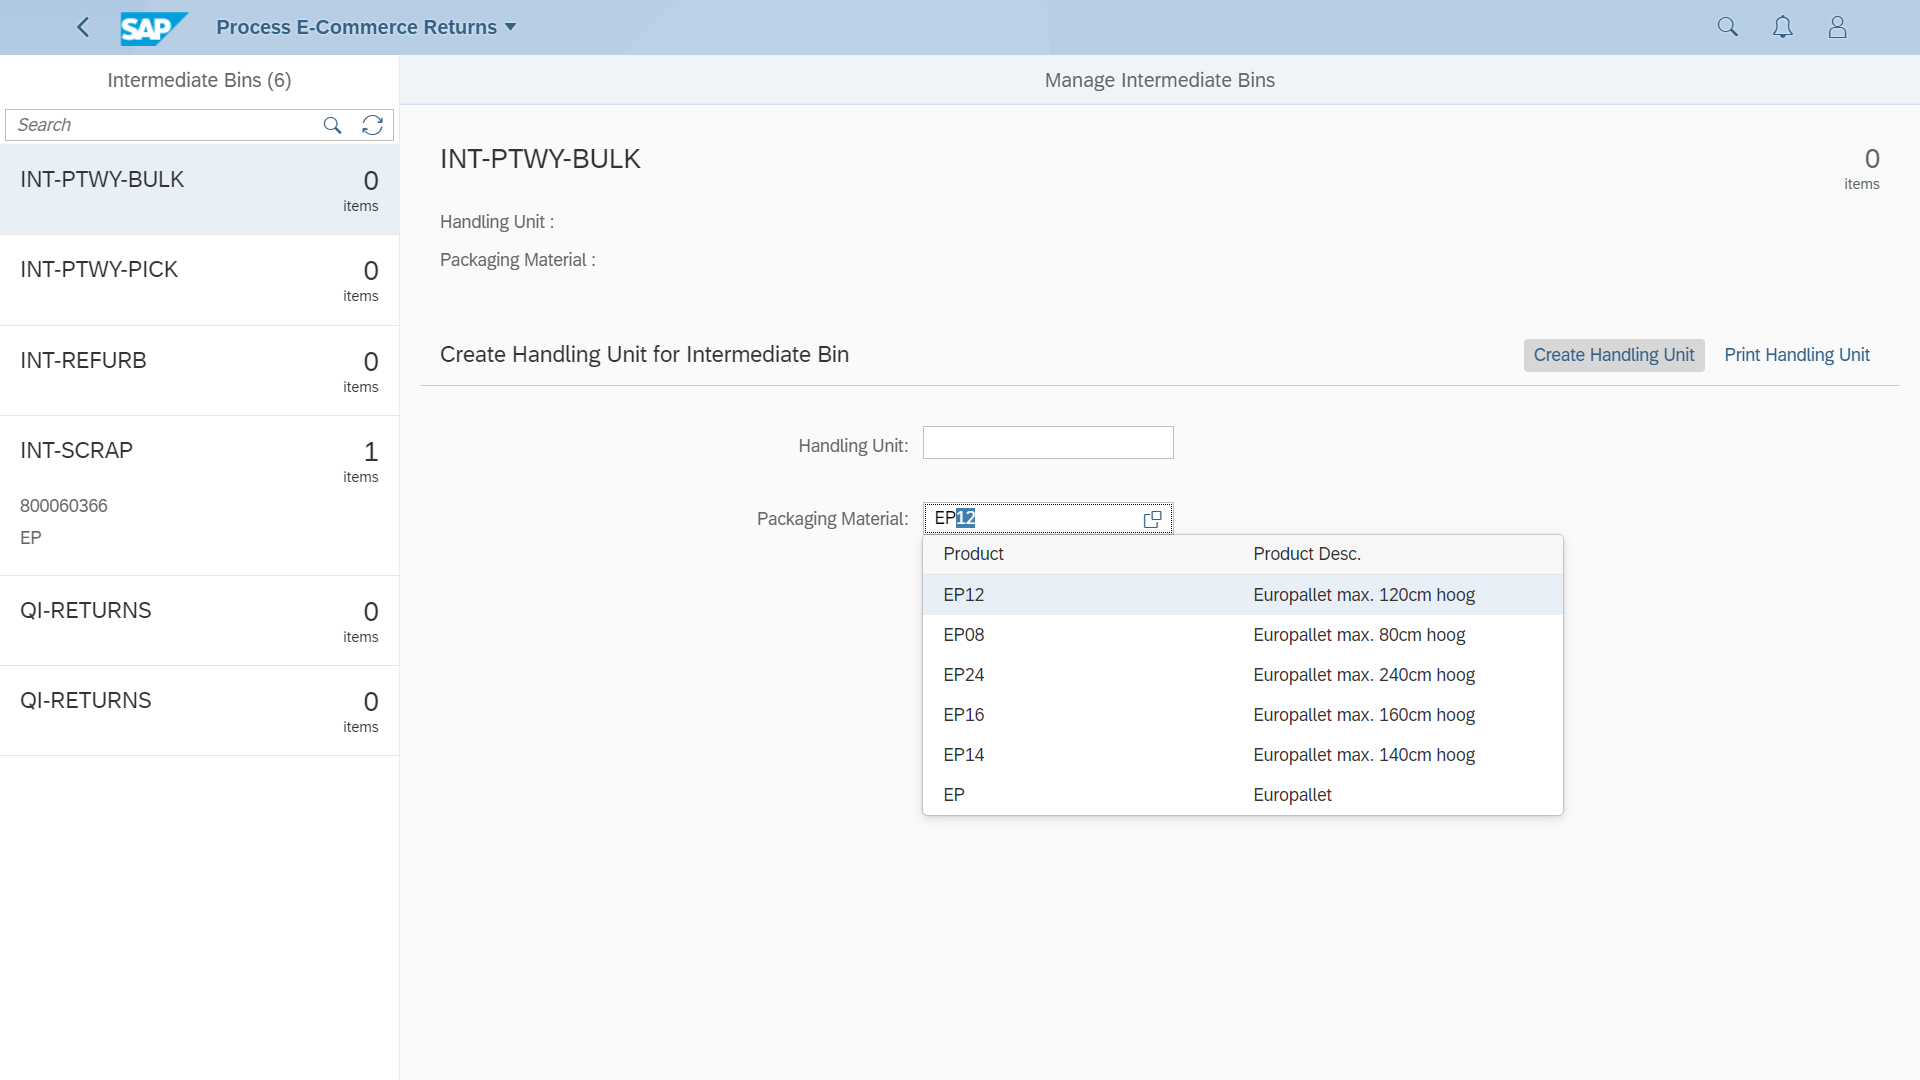 SAP
Process E-Commerce Returns
Intermediate Bins (6)
Search
INT-PTWY-BULK
0
items
INT-PTWY-PICK
0
items
INT-REFURB
0
items
INT-SCRAP
1
items
800060366
EP
QI-RETURNS
0
items
QI-RETURNS
0
items
Manage Intermediate Bins
INT-PTWY-BULK
0
items
Handling Unit :
Packaging Material :
Create Handling Unit for Intermediate Bin
Create Handling Unit
Print Handling Unit
Handling Unit:
Packaging Material: EP12
Product Product Desc.
EP12 Europallet max. 120cm hoog
EP08 Europallet max. 80cm hoog
EP24 Europallet max. 240cm hoog
EP16 Europallet max. 160cm hoog
EP14 Europallet max. 140cm hoog
EP Europallet